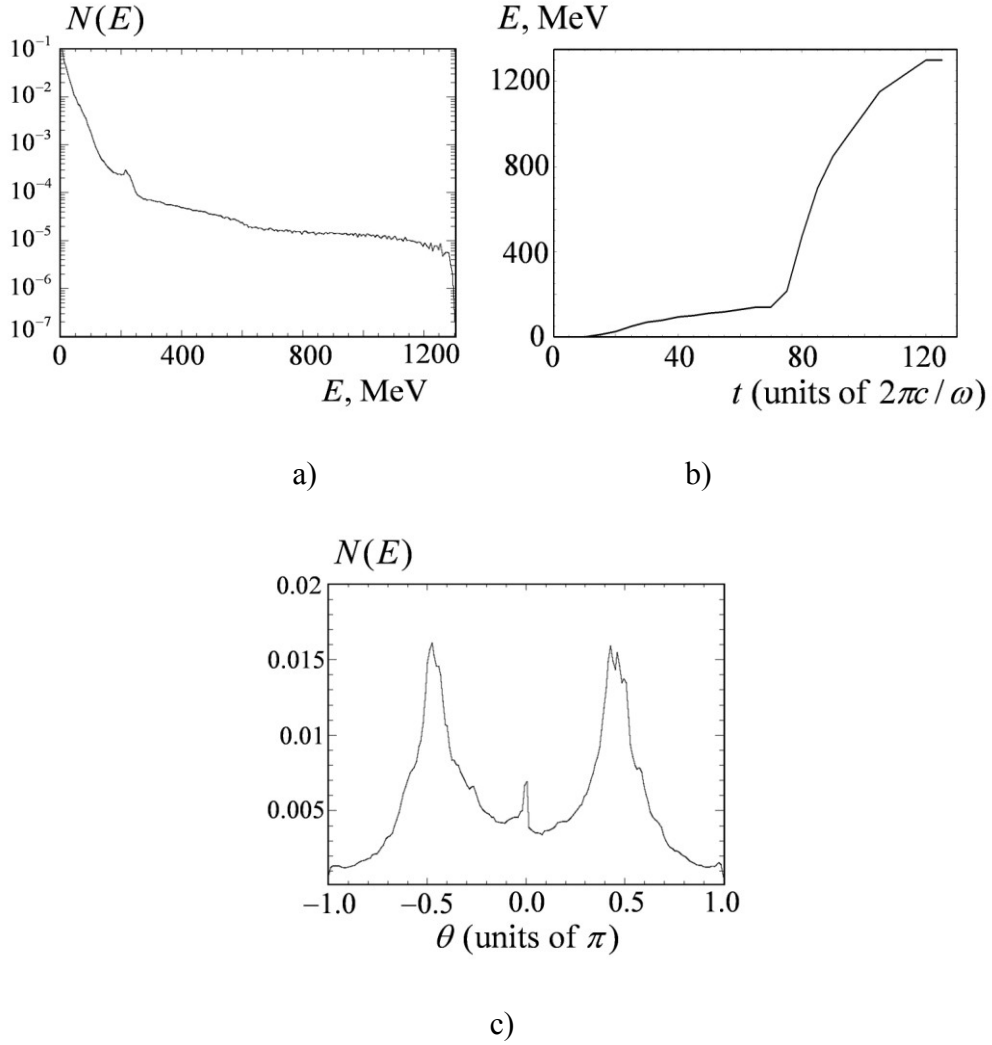 N(E)
10⁻¹
10⁻²
10⁻³
10⁻⁴
10⁻⁵
10⁻⁶
10⁻⁷
0 400 800 1200
E, MeV
a)
E, MeV
1200
800
400
0
0 40 80 120
t (units of 2πc / ω)
b)
N(E)
0.02
0.015
0.01
0.005
−1.0 −0.5 0.0 0.5 1.0
θ (units of π)
c)